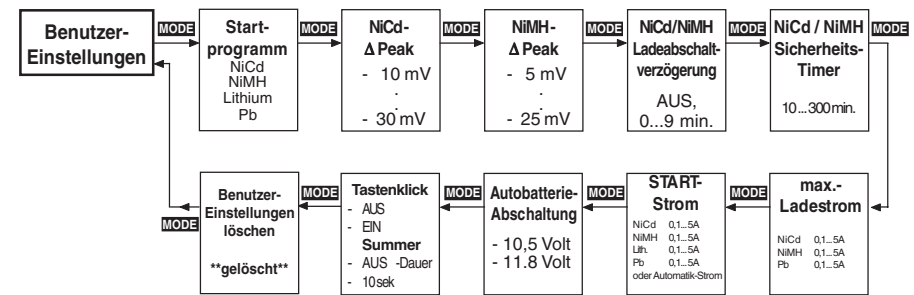 Benutzer-
Einstellungen
MODE
Start-
programm
NiCd
NiMH
Lithium
Pb
MODE
NiCd-
Δ Peak
- 10 mV
.
.
- 30 mV
MODE
NiMH-
Δ Peak
- 5 mV
.
.
- 25 mV
MODE
NiCd/NiMH
Ladeabschalt-
verzögerung
AUS,
0...9 min.
MODE
NiCd / NiMH
Sicherheits-
Timer
10...300min.
MODE
max.-
Ladestrom
NiCd 0,1...5A
NiMH 0,1...5A
Pb 0,1...5A
MODE
START-
Strom
NiCd 0,1...5A
NiMH 0,1...5A
Lith. 0,1...5A
Pb 0,1...5A
oder Automatik-Strom
MODE
Autobatterie-
Abschaltung
- 10,5 Volt
- 11.8 Volt
MODE
Tastenklick
- AUS
- EIN
Summer
- AUS -Dauer
- 10sek
MODE
Benutzer-
Einstellungen
löschen
**gelöscht**
MODE